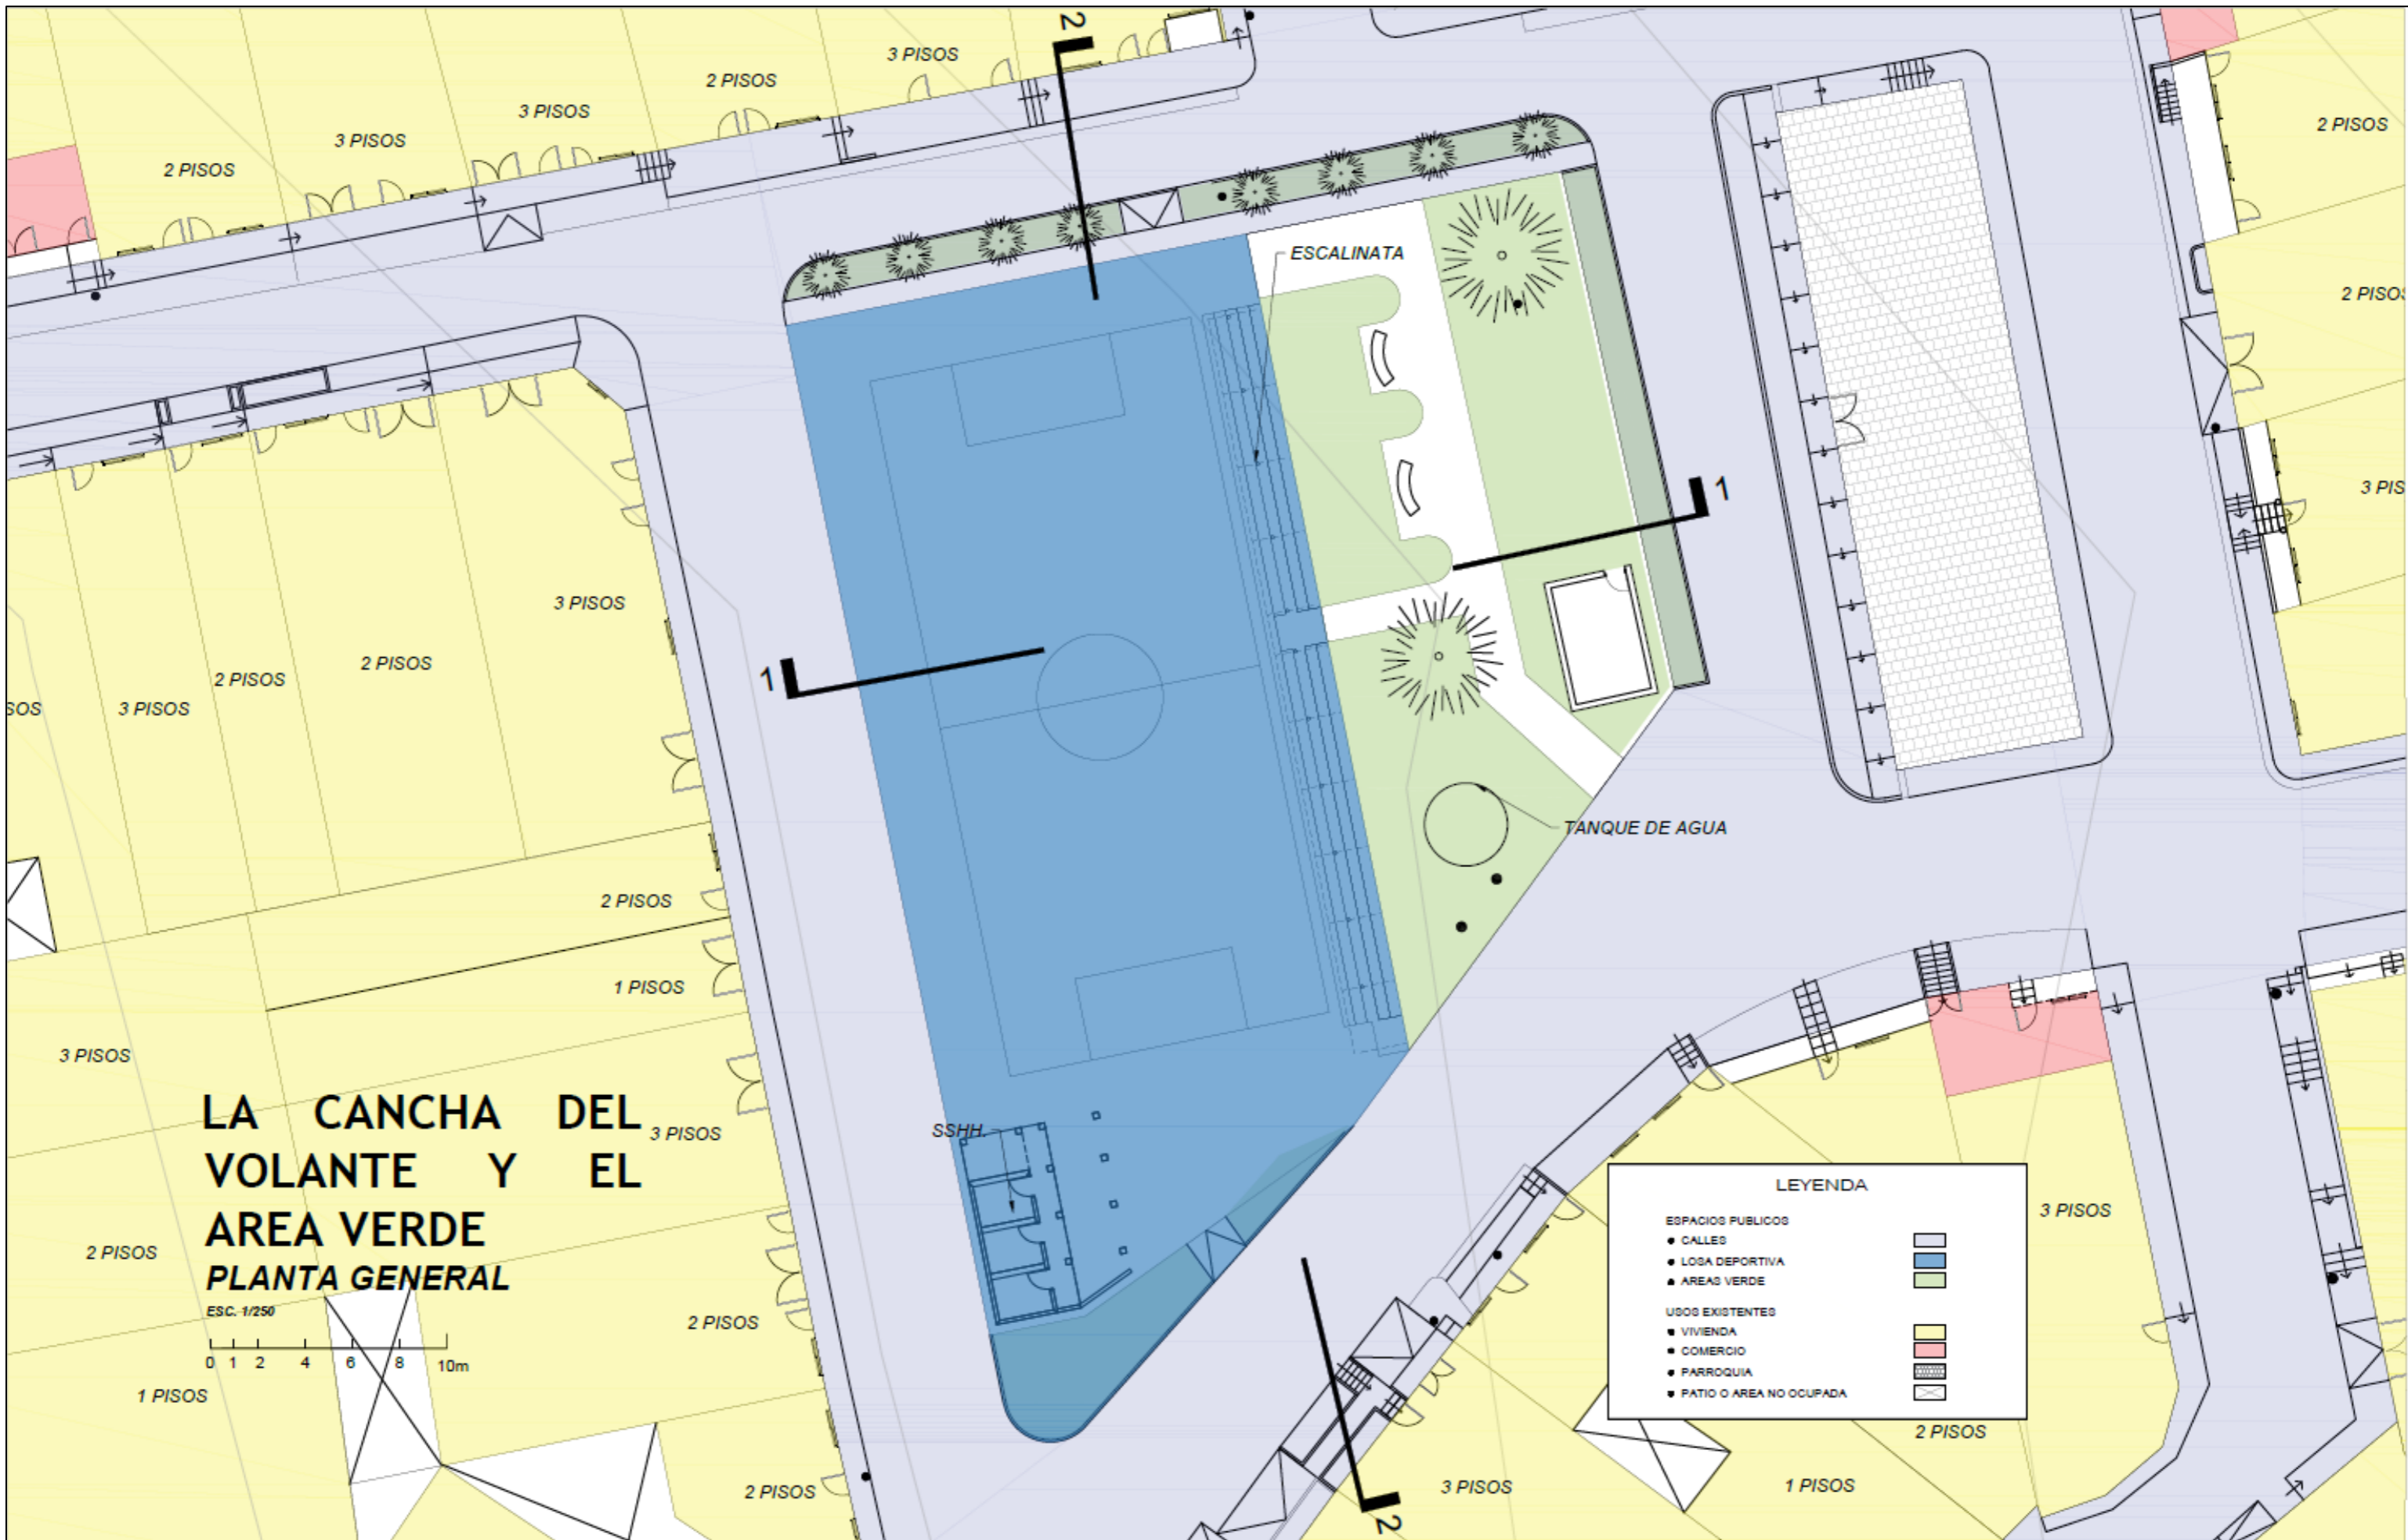 2
3 PISOS
2 PISOS
3 PISOS
3 PISOS
2 PISOS
2 PISOS
ESCALINATA
2 PISOS
3 PIS
1
3 PISOS
2 PISOS
2 PISOS
3 PISOS
SOS
1
TANQUE DE AGUA
2 PISOS
1 PISOS
3 PISOS
LA CANCHA DEL
VOLANTE Y EL
AREA VERDE
PLANTA GENERAL
ESC. 1/250
0 1 2 4 6 8 10m
3 PISOS
SSHH.
2 PISOS
2 PISOS
1 PISOS
2 PISOS
LEYENDA
ESPACIOS PUBLICOS
CALLES
LOSA DEPORTIVA
AREAS VERDE
USOS EXISTENTES
VIVIENDA
COMERCIO
PARROQUIA
PATIO O AREA NO OCUPADA
3 PISOS
2 PISOS
3 PISOS
1 PISOS
2